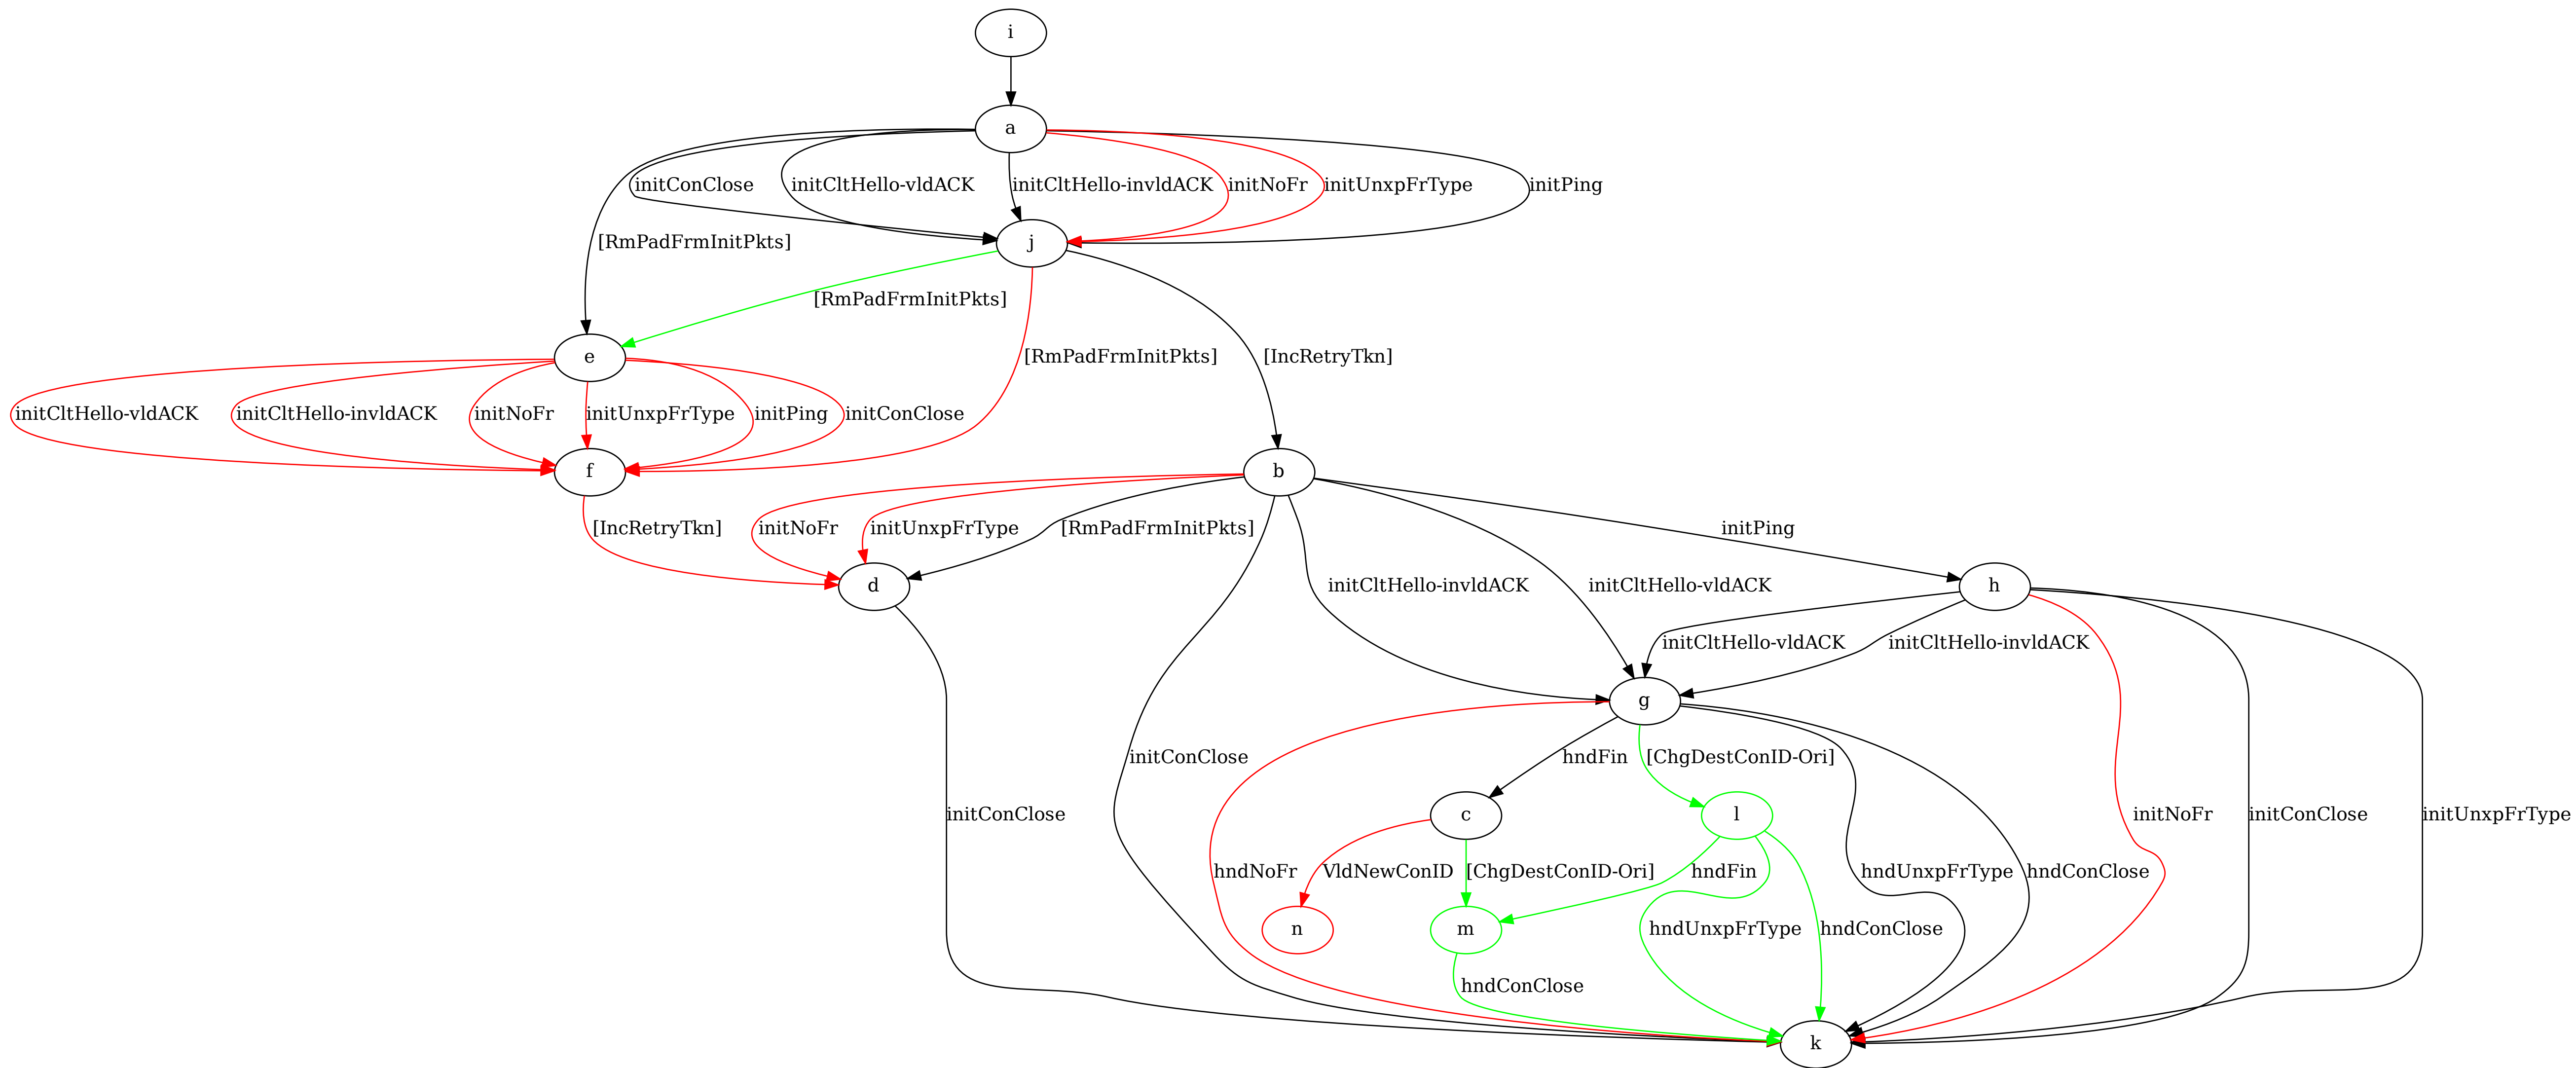 i
a
initConClose
initCltHello-vldACK
initCltHello-invldACK
initNoFr
initUnxpFrType
initPing
[RmPadFrmInitPkts]
j
[RmPadFrmInitPkts]
e
[RmPadFrmInitPkts]
[IncRetryTkn]
initCltHello-vldACK
initCltHello-invldACK
initNoFr
initUnxpFrType
initPing
initConClose
f
b
[IncRetryTkn]
initNoFr
initUnxpFrType
[RmPadFrmInitPkts]
initPing
d
initCltHello-invldACK
initCltHello-vldACK
h
initCltHello-vldACK
initCltHello-invldACK
g
initConClose
hndFin
[ChgDestConID-Ori]
initConClose
c
l
initNoFr
initConClose
initUnxpFrType
hndNoFr
VldNewConID
[ChgDestConID-Ori]
hndFin
hndUnxpFrType
hndConClose
n
m
hndUnxpFrType
hndConClose
hndConClose
k